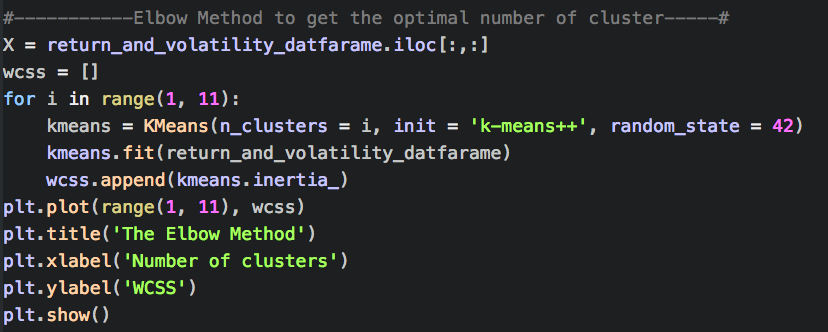 #-----------Elbow Method to get the optimal number of cluster-----#
X = return_and_volatility_datfarame.iloc[:,:]
wcss = []
for i in range(1, 11):
    kmeans = KMeans(n_clusters = i, init = 'k-means++', random_state = 42)
    kmeans.fit(return_and_volatility_datfarame)
    wcss.append(kmeans.inertia_)
plt.plot(range(1, 11), wcss)
plt.title('The Elbow Method')
plt.xlabel('Number of clusters')
plt.ylabel('WCSS')
plt.show()